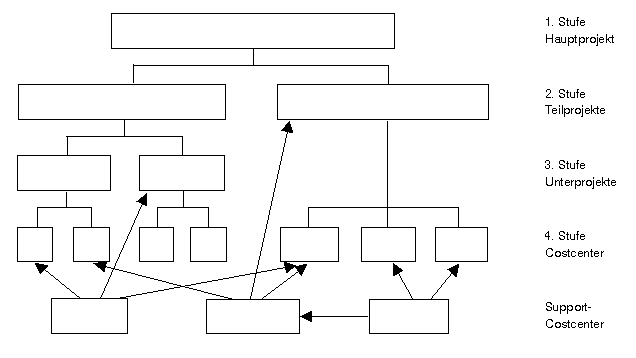 1. Stufe
Hauptprojekt
2. Stufe
Teilprojekte
3. Stufe
Unterprojekte
4. Stufe
Costcenter
Support-
Costcenter